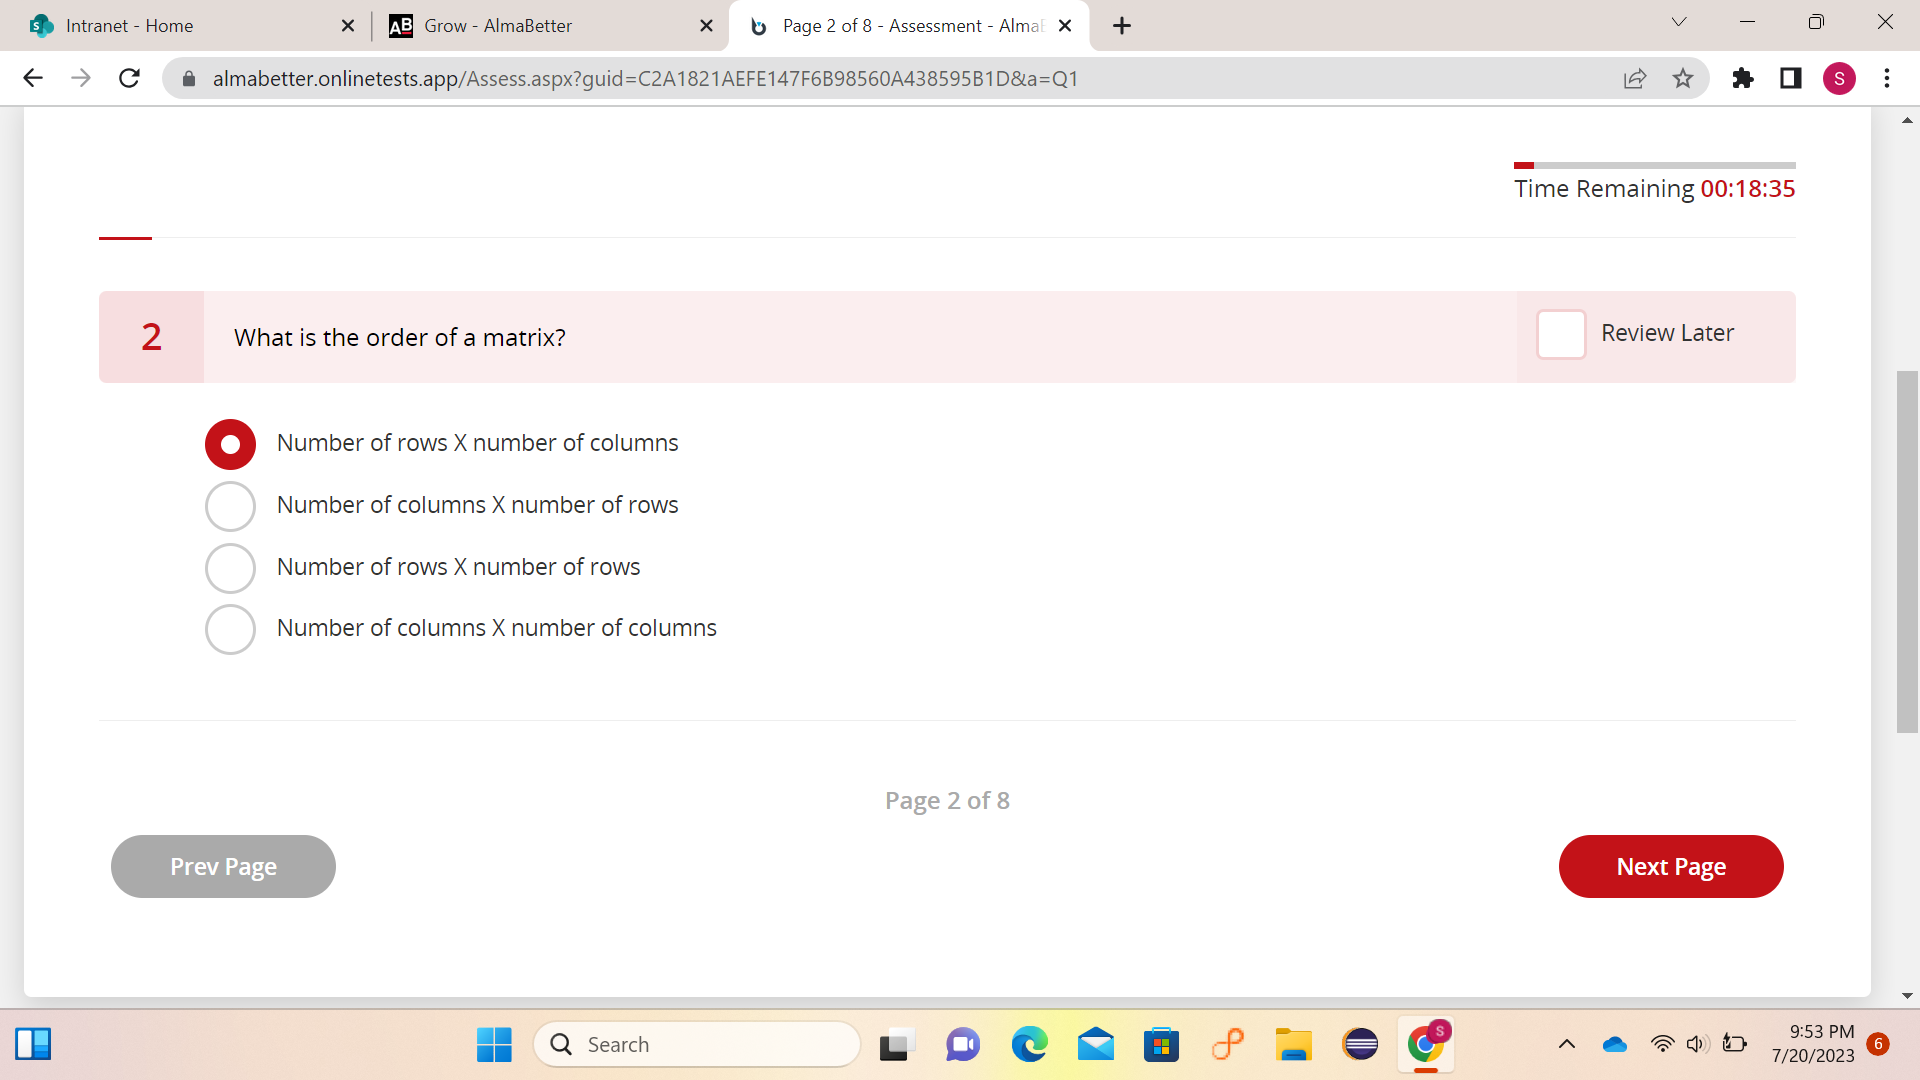 Intranet - Home
AB Grow - AlmaBetter
Page 2 of 8 - Assessment - Alma
almabetter.onlinetests.app/Assess.aspx?guid=C2A1821AEFE147F6B98560A438595B1D&a=Q1
S
Time Remaining 00:18:35
2 What is the order of a matrix?
Review Later
Number of rows X number of columns
Number of columns X number of rows
Number of rows X number of rows
Number of columns X number of columns
Page 2 of 8
Prev Page
Next Page
Search
S
9:53 PM
7/20/2023
6